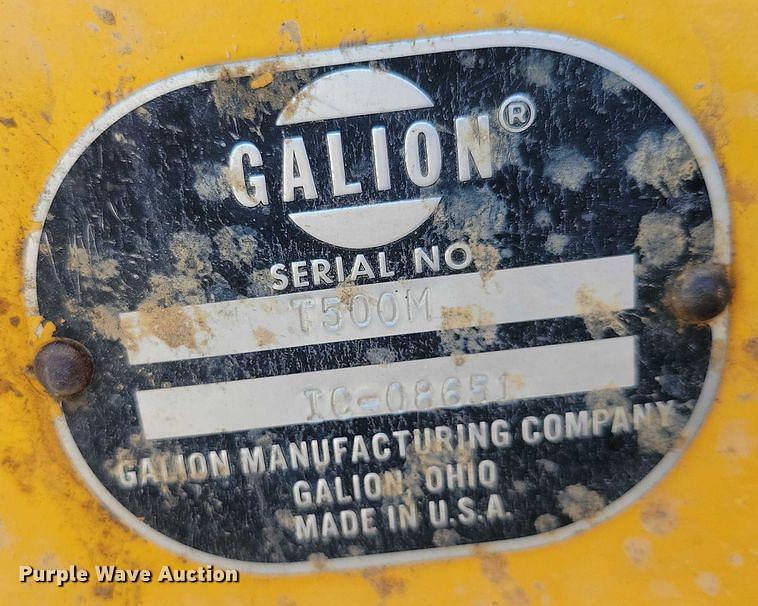 GALION®
SERIAL NO
T500M
IC-08651
GALION MANUFACTURING COMPANY
GALION, OHIO
MADE IN U.S.A.
Purple Wave Auction